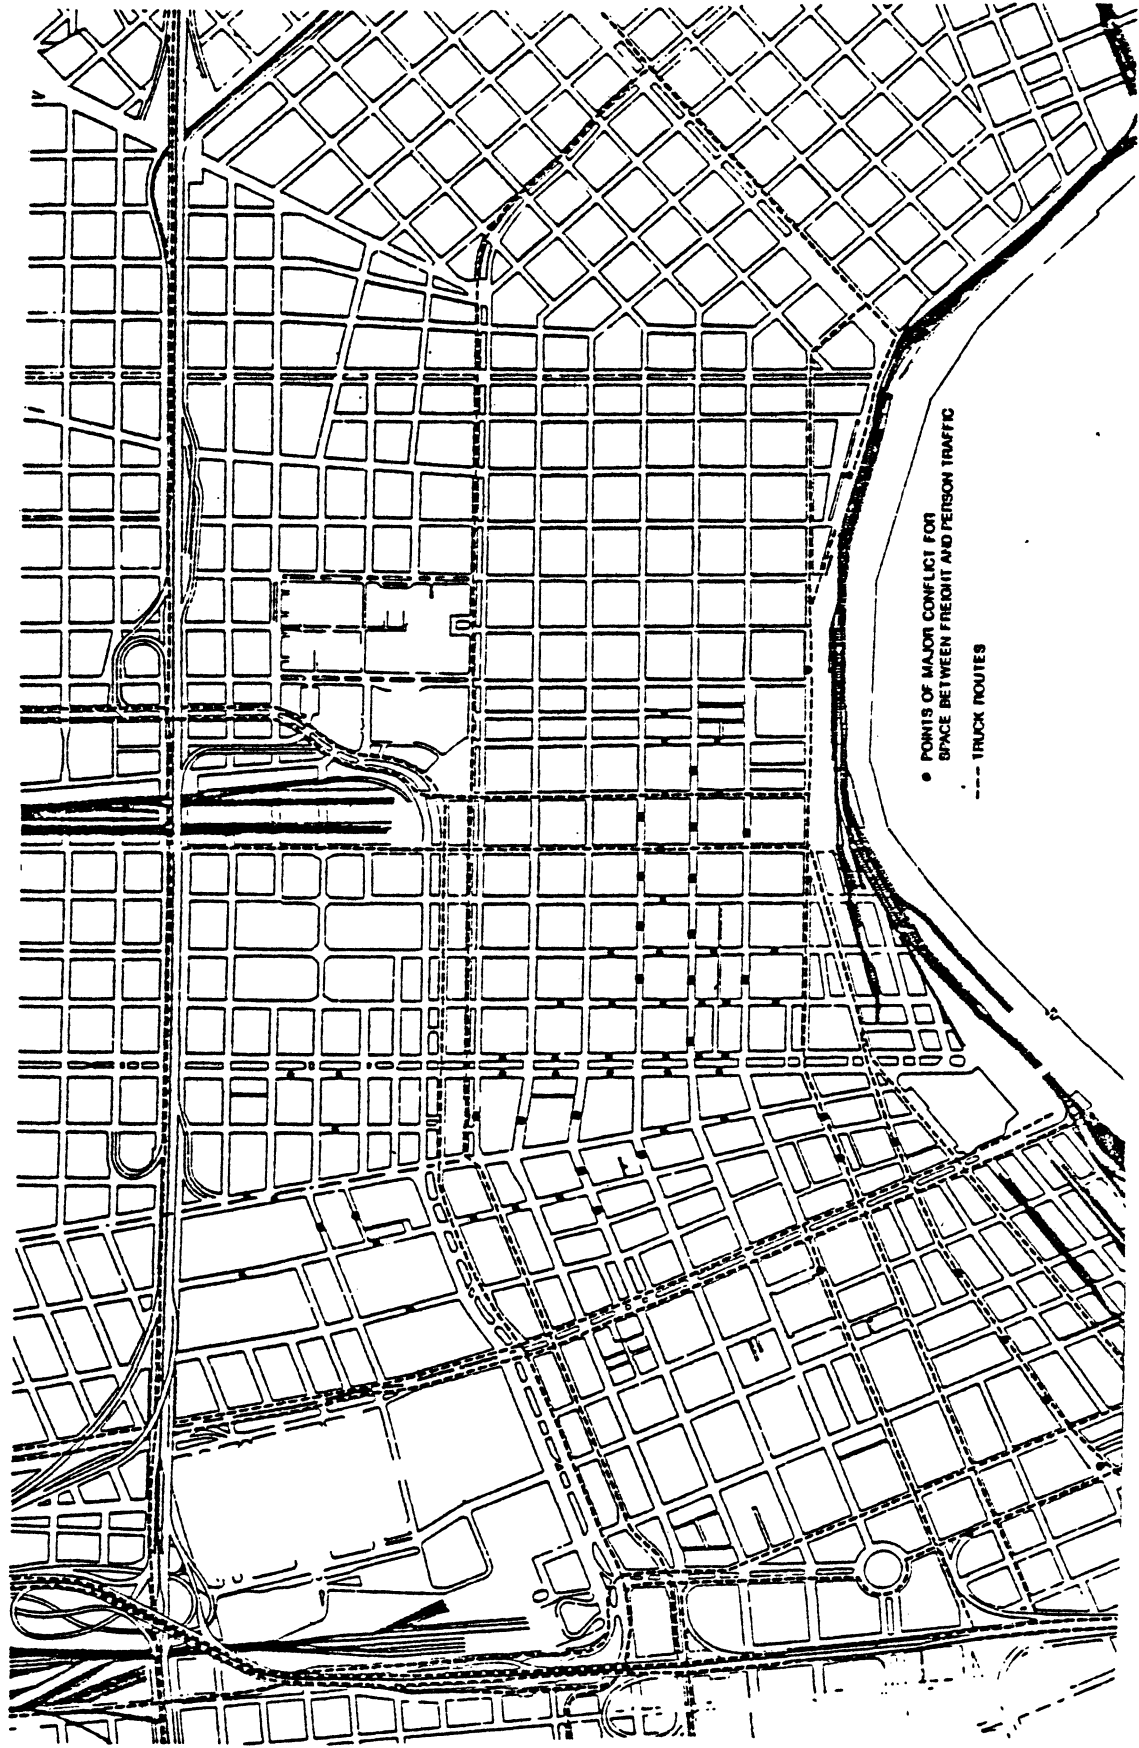 ● POINTS OF MAJOR CONFLICT FOR
SPACE BETWEEN FREIGHT AND PERSON TRAFFIC
---- TRUCK ROUTES